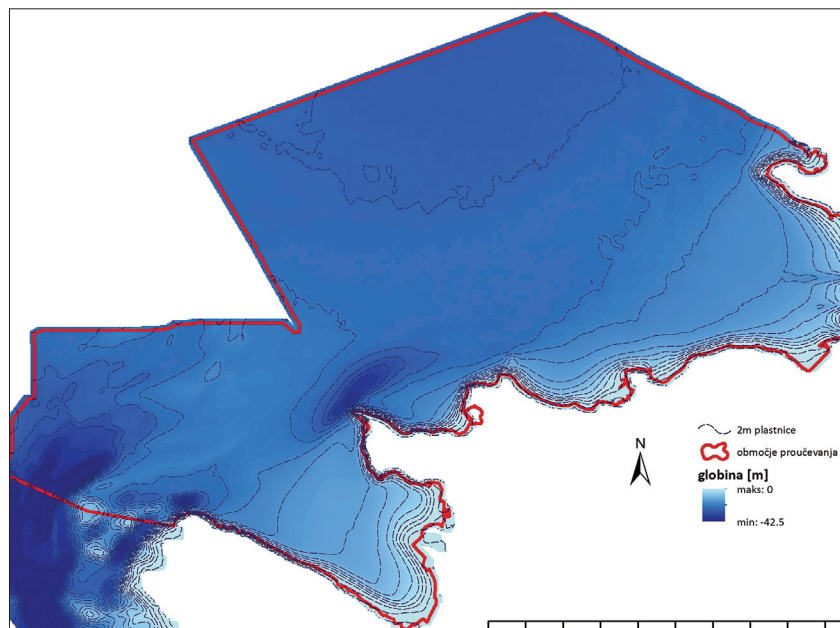 N
2m plastnice
območje proučevanja
globina [m]
maks: 0
min: -42.5